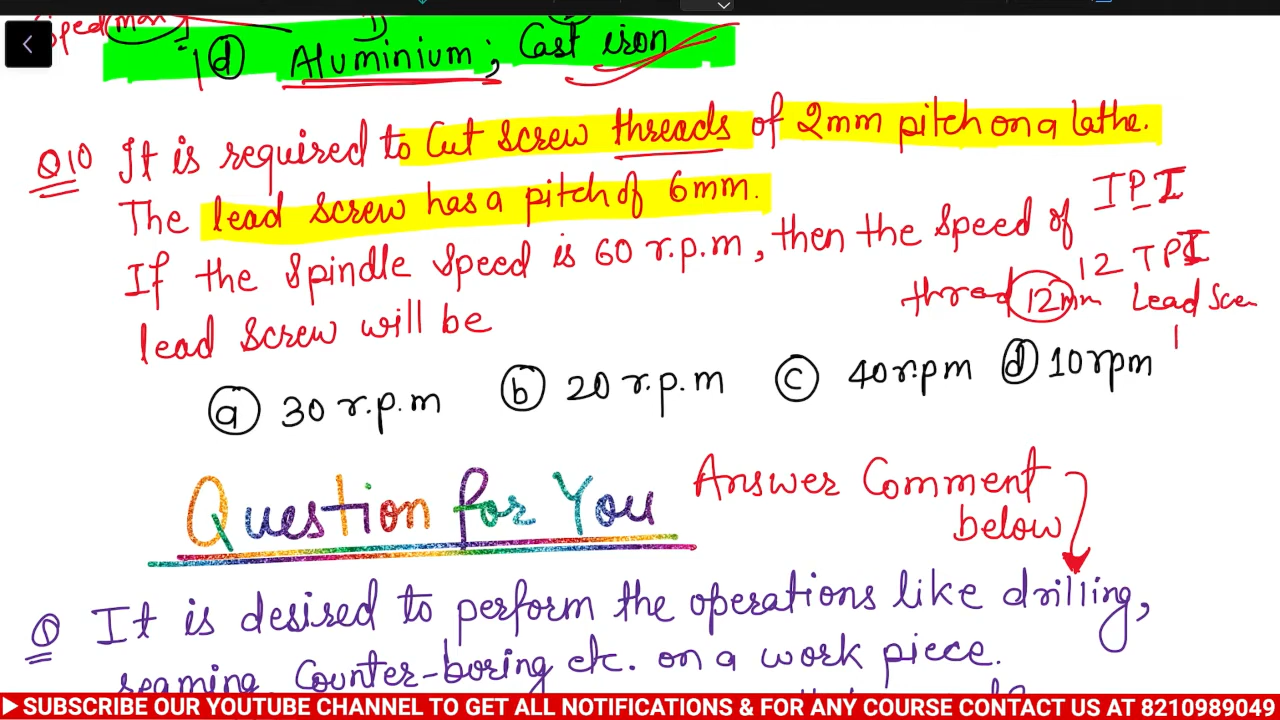 Sped (max)
(d) Aluminium; Cast iron
Q10 It is required to Cut screw threads of 2mm pitch on a lathe.
The lead screw has a pitch of 6mm.
If the spindle speed is 60 r.p.m, then the speed of
lead screw will be
TPI
12 TPI
thread 12mm Lead Scr
1
(a) 30 r.p.m (b) 20 r.p.m (c) 40 r.pm (d) 10 rpm
Question for You
Answer Comment
below
Q It is desired to perform the operations like drilling,
reaming, Counter-boring etc. on a work piece.
▶ SUBSCRIBE OUR YOUTUBE CHANNEL TO GET ALL NOTIFICATIONS & FOR ANY COURSE CONTACT US AT 8210989049